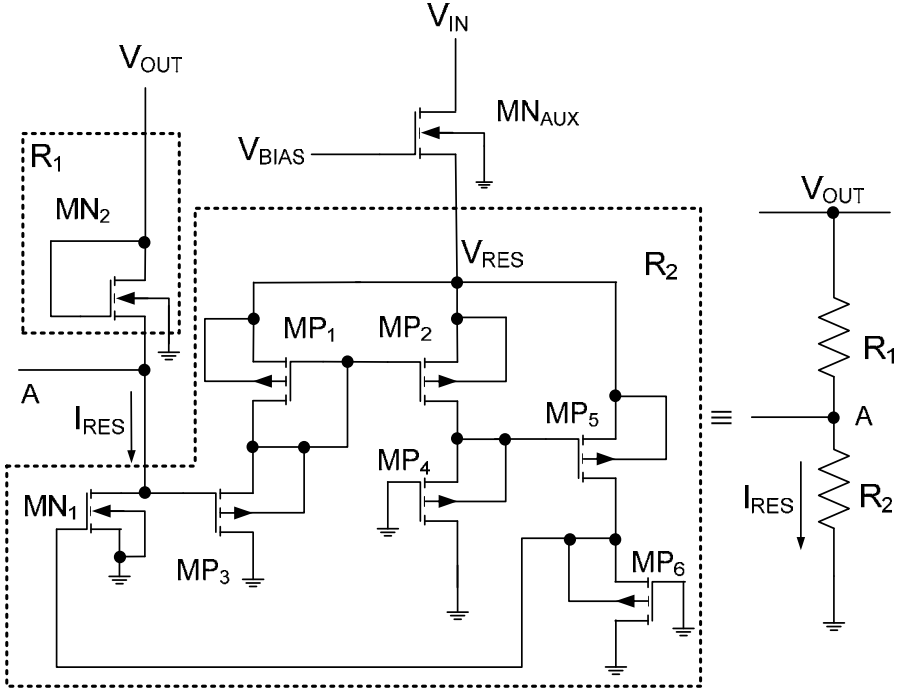 V_IN
V_OUT
MN_AUX
R_1
V_BIAS
MN_2
V_OUT
V_RES
R_2
MP_1
MP_2
R_1
A
I_RES
MP_5
≡
A
MP_4
MN_1
I_RES
R_2
MP_3
MP_6